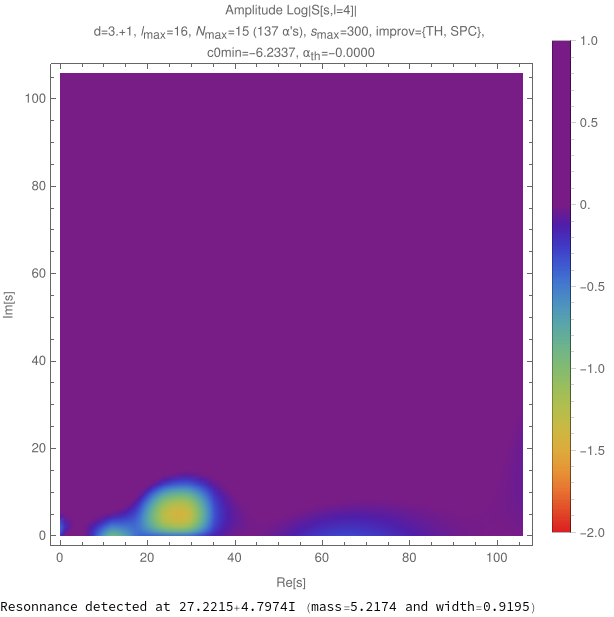 Amplitude Log|S[s,l=4]|
d=3.+1, lmax=16, Nmax=15 (137 α's), smax=300, improv={TH, SPC},
c0min=-6.2337, αth=-0.0000
1.0
100
0.5
80
0.
60
Im[s]
-0.5
40
-1.0
20
-1.5
0
-2.0
0 20 40 60 80 100
Re[s]
Resonnance detected at 27.2215+4.7974I (mass=5.2174 and width=0.9195)